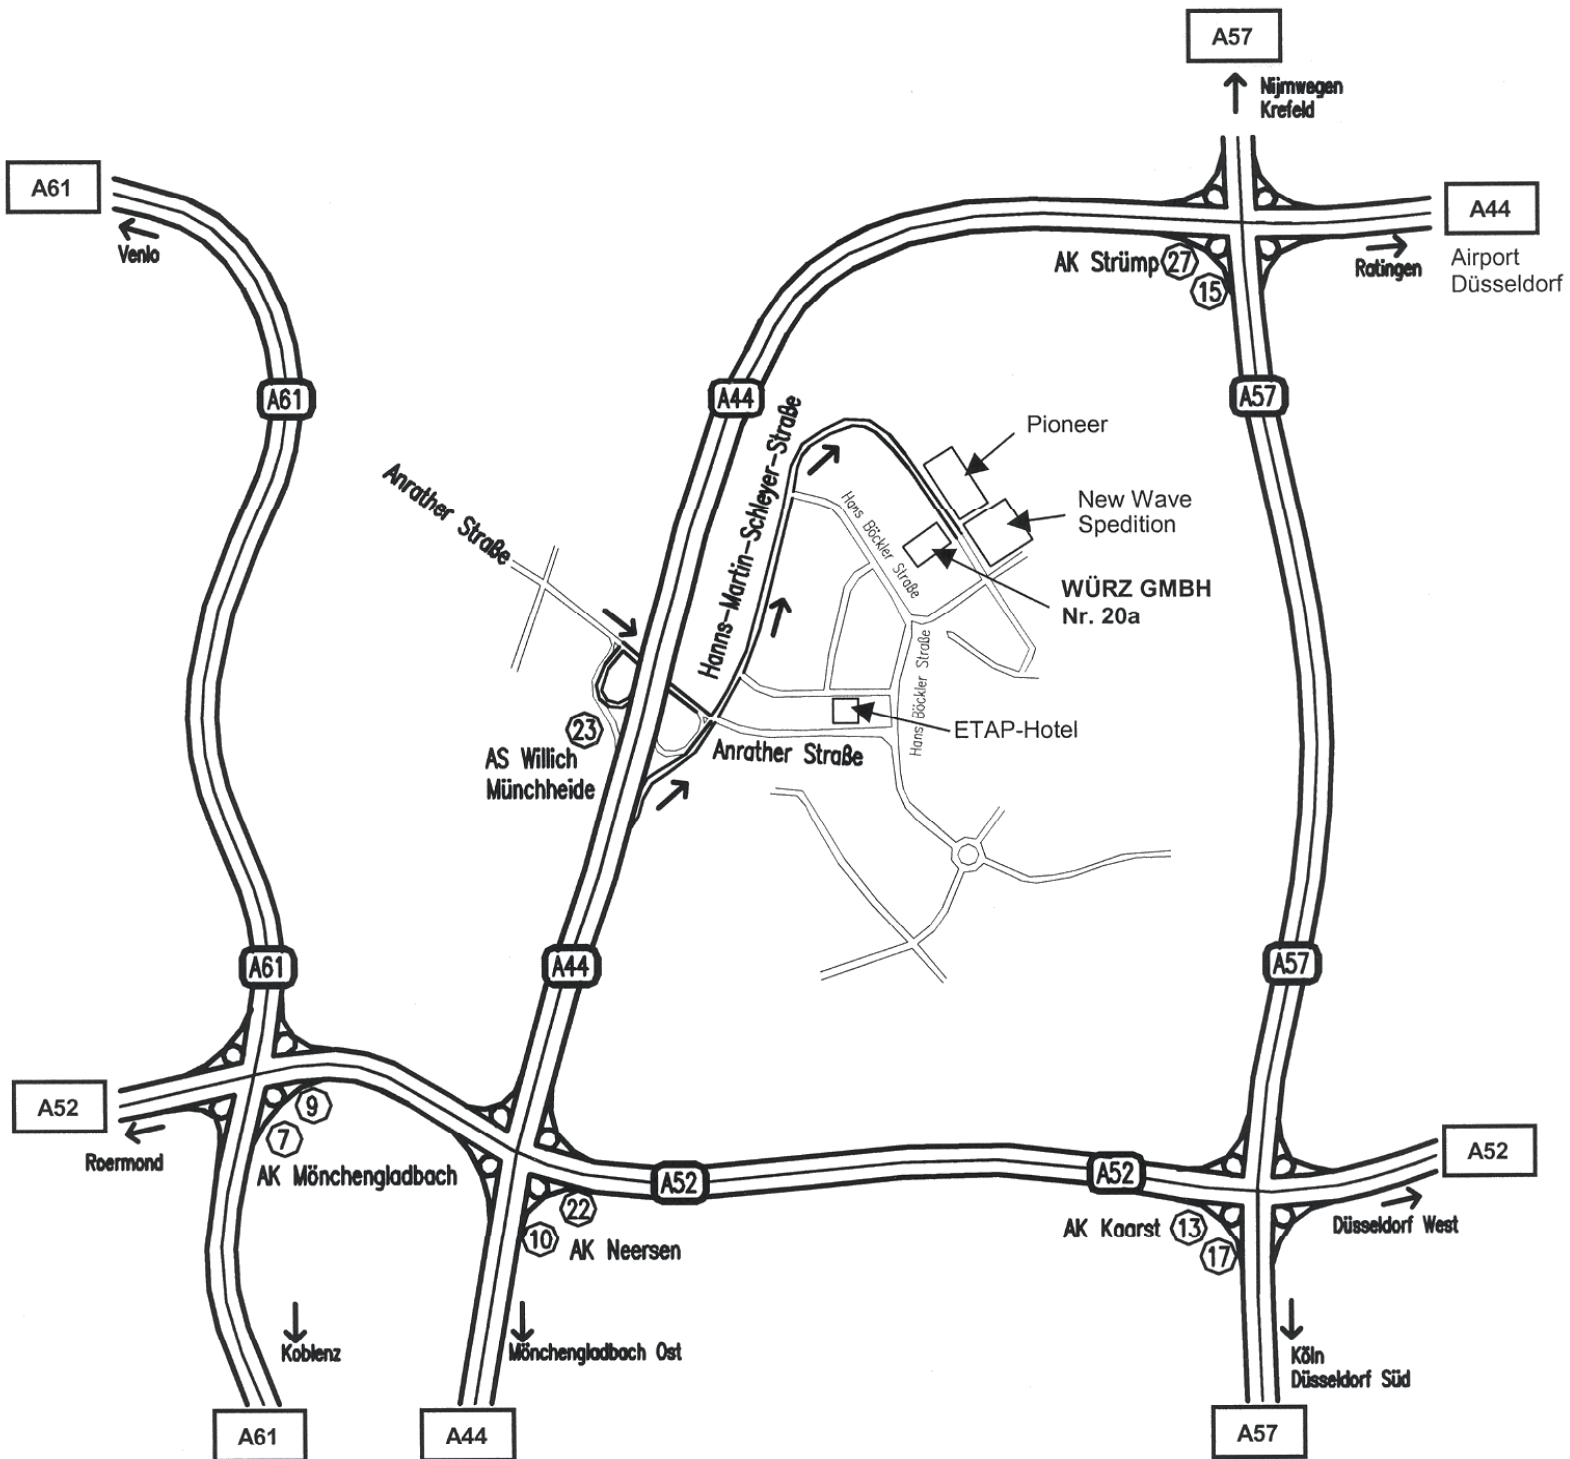 A57
Nijmwegen
Krefeld
A61
Venlo
A44
Airport
Düsseldorf
Ratingen
AK Strümp 27
15
A61
A44
A57
Hanns-Martin-Schleyer-Straße
Pioneer
Anrather Straße
Hans Böckler Straße
New Wave
Spedition
WÜRZ GMBH
Nr. 20a
Hans Böckler Straße
23
AS Willich
Münchheide
Anrather Straße
ETAP-Hotel
A61
A44
A57
A52
Roermond
9
7
AK Mönchengladbach
A52
A52
A52
22
10
AK Neersen
AK Kaarst 13
17
Düsseldorf West
Koblenz
Mönchengladbach Ost
Köln
Düsseldorf Süd
A61
A44
A57